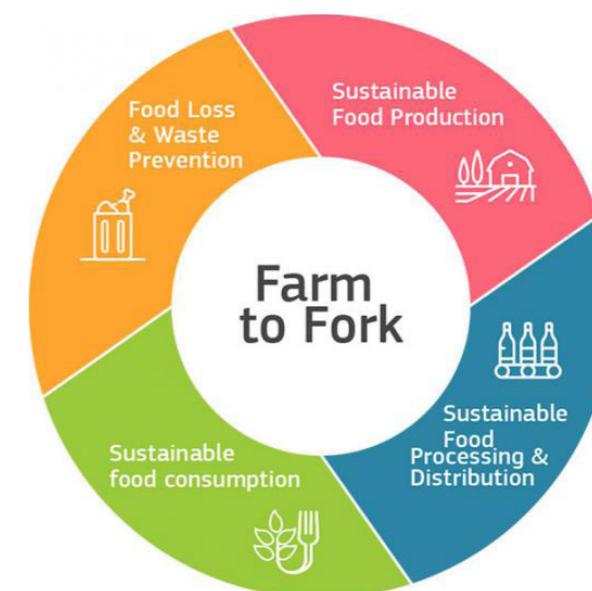 Food Loss
& Waste
Prevention
Sustainable
Food Production
Farm
to Fork
Sustainable
Food
Processing &
Distribution
Sustainable
food consumption